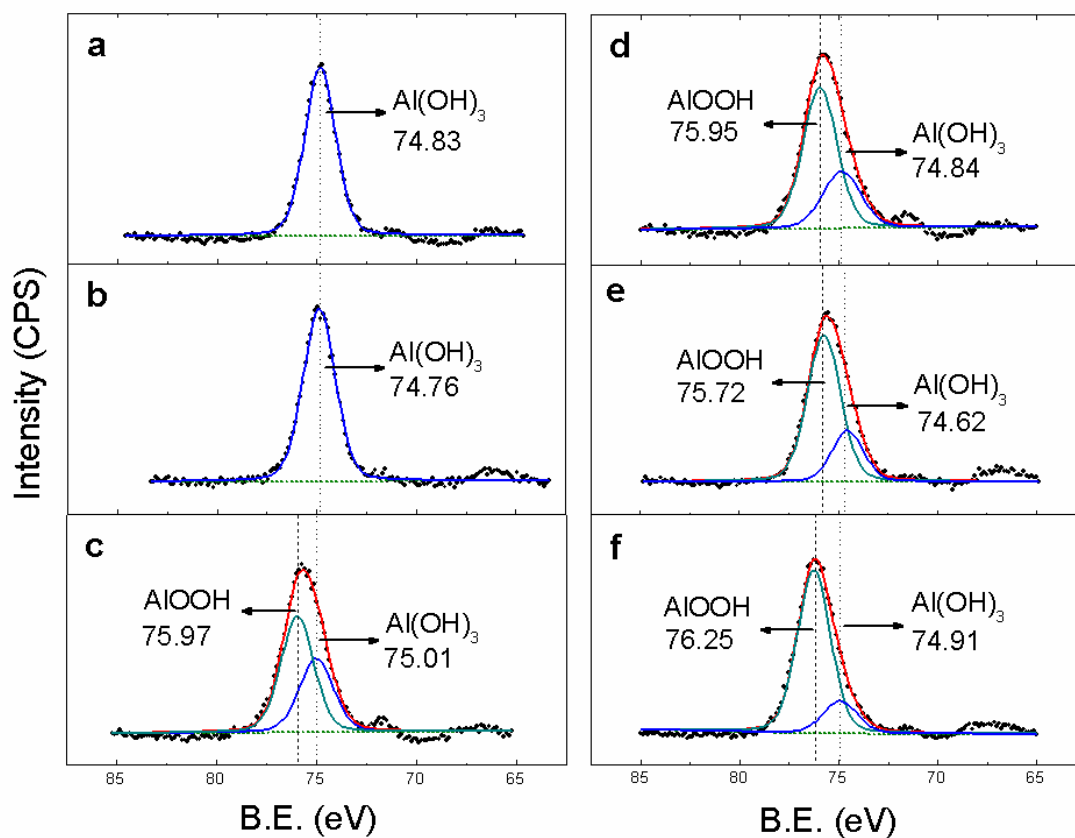 a
Al(OH)₃
74.83
b
Al(OH)₃
74.76
c
AlOOH
75.97
Al(OH)₃
75.01
85 80 75 70 65
B.E. (eV)
Intensity (CPS)
d
AlOOH
75.95
Al(OH)₃
74.84
e
AlOOH
75.72
Al(OH)₃
74.62
f
AlOOH
76.25
Al(OH)₃
74.91
85 80 75 70 65
B.E. (eV)